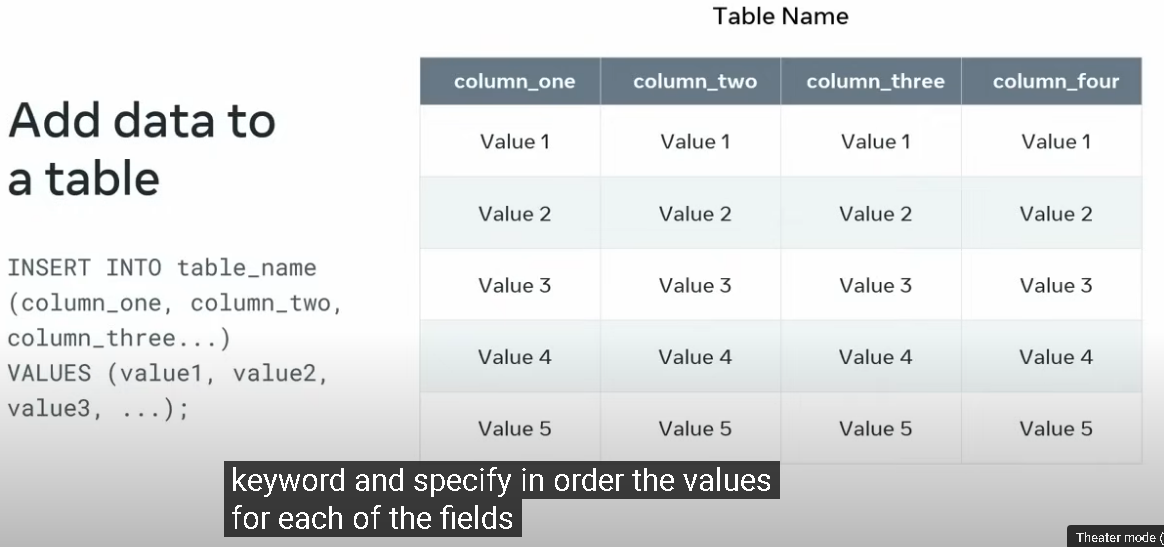 Table Name
Add data to
a table
INSERT INTO table_name
(column_one, column_two,
column_three...)
VALUES (value1, value2,
value3, ...);
column_one column_two column_three column_four
Value 1 Value 1 Value 1 Value 1
Value 2 Value 2 Value 2 Value 2
Value 3 Value 3 Value 3 Value 3
Value 4 Value 4 Value 4 Value 4
Value 5 Value 5 Value 5 Value 5
keyword and specify in order the values
for each of the fields
Theater mode (